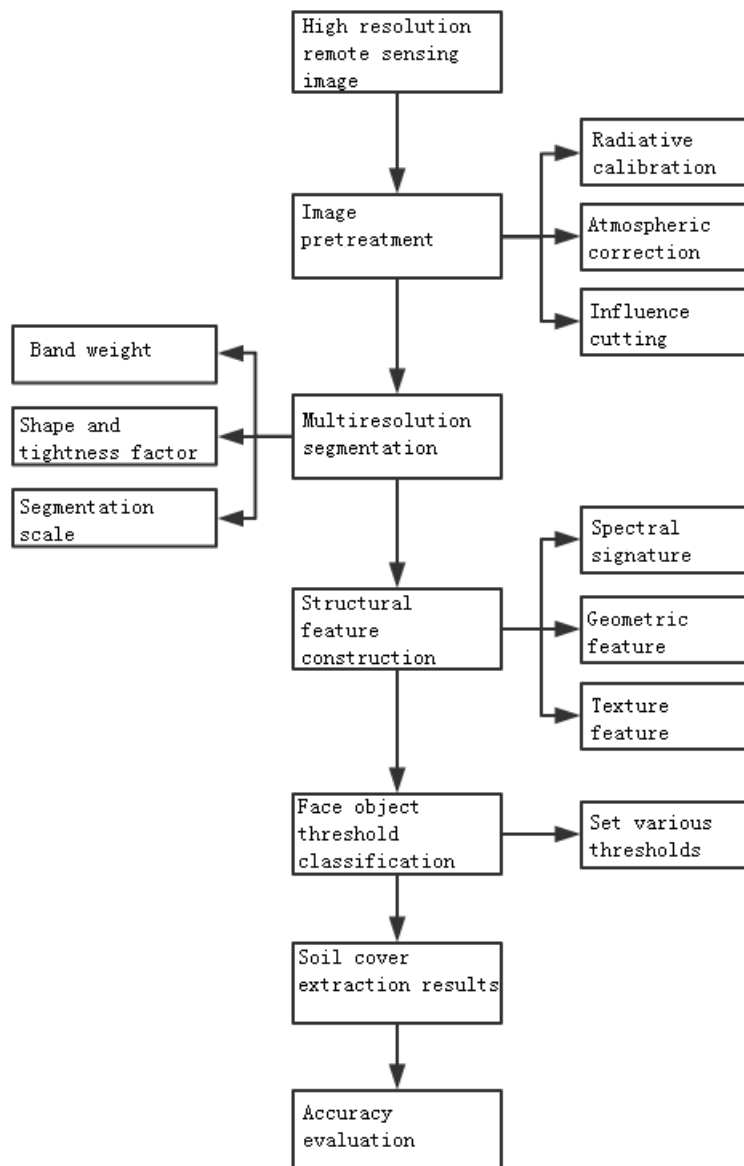 High resolution
remote sensing
image
Radiative
calibration
Image
pretreatment
Atmospheric
correction
Influence
cutting
Band weight
Shape and
tightness factor
Multiresolution
segmentation
Segmentation
scale
Spectral
signature
Structural
feature
construction
Geometric
feature
Texture
feature
Face object
threshold
classification
Set various
thresholds
Soil cover
extraction results
Accuracy
evaluation